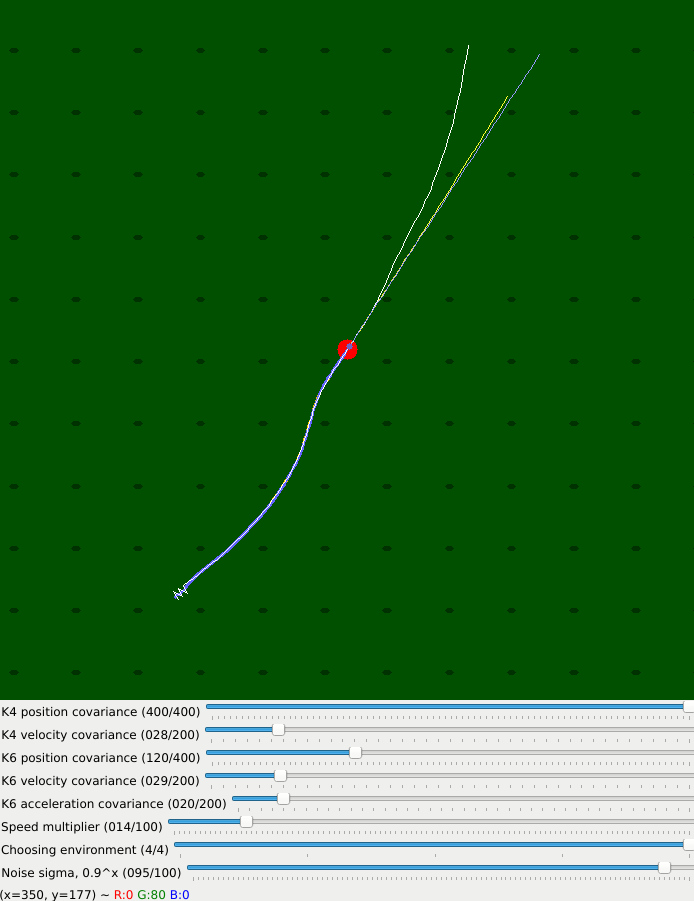 K4 position covariance (400/400)
K4 velocity covariance (028/200)
K6 position covariance (120/400)
K6 velocity covariance (029/200)
K6 acceleration covariance (020/200)
Speed multiplier (014/100)
Choosing environment (4/4)
Noise sigma, 0.9^x (095/100)
(x=350, y=177) ~ R:0 G:80 B:0